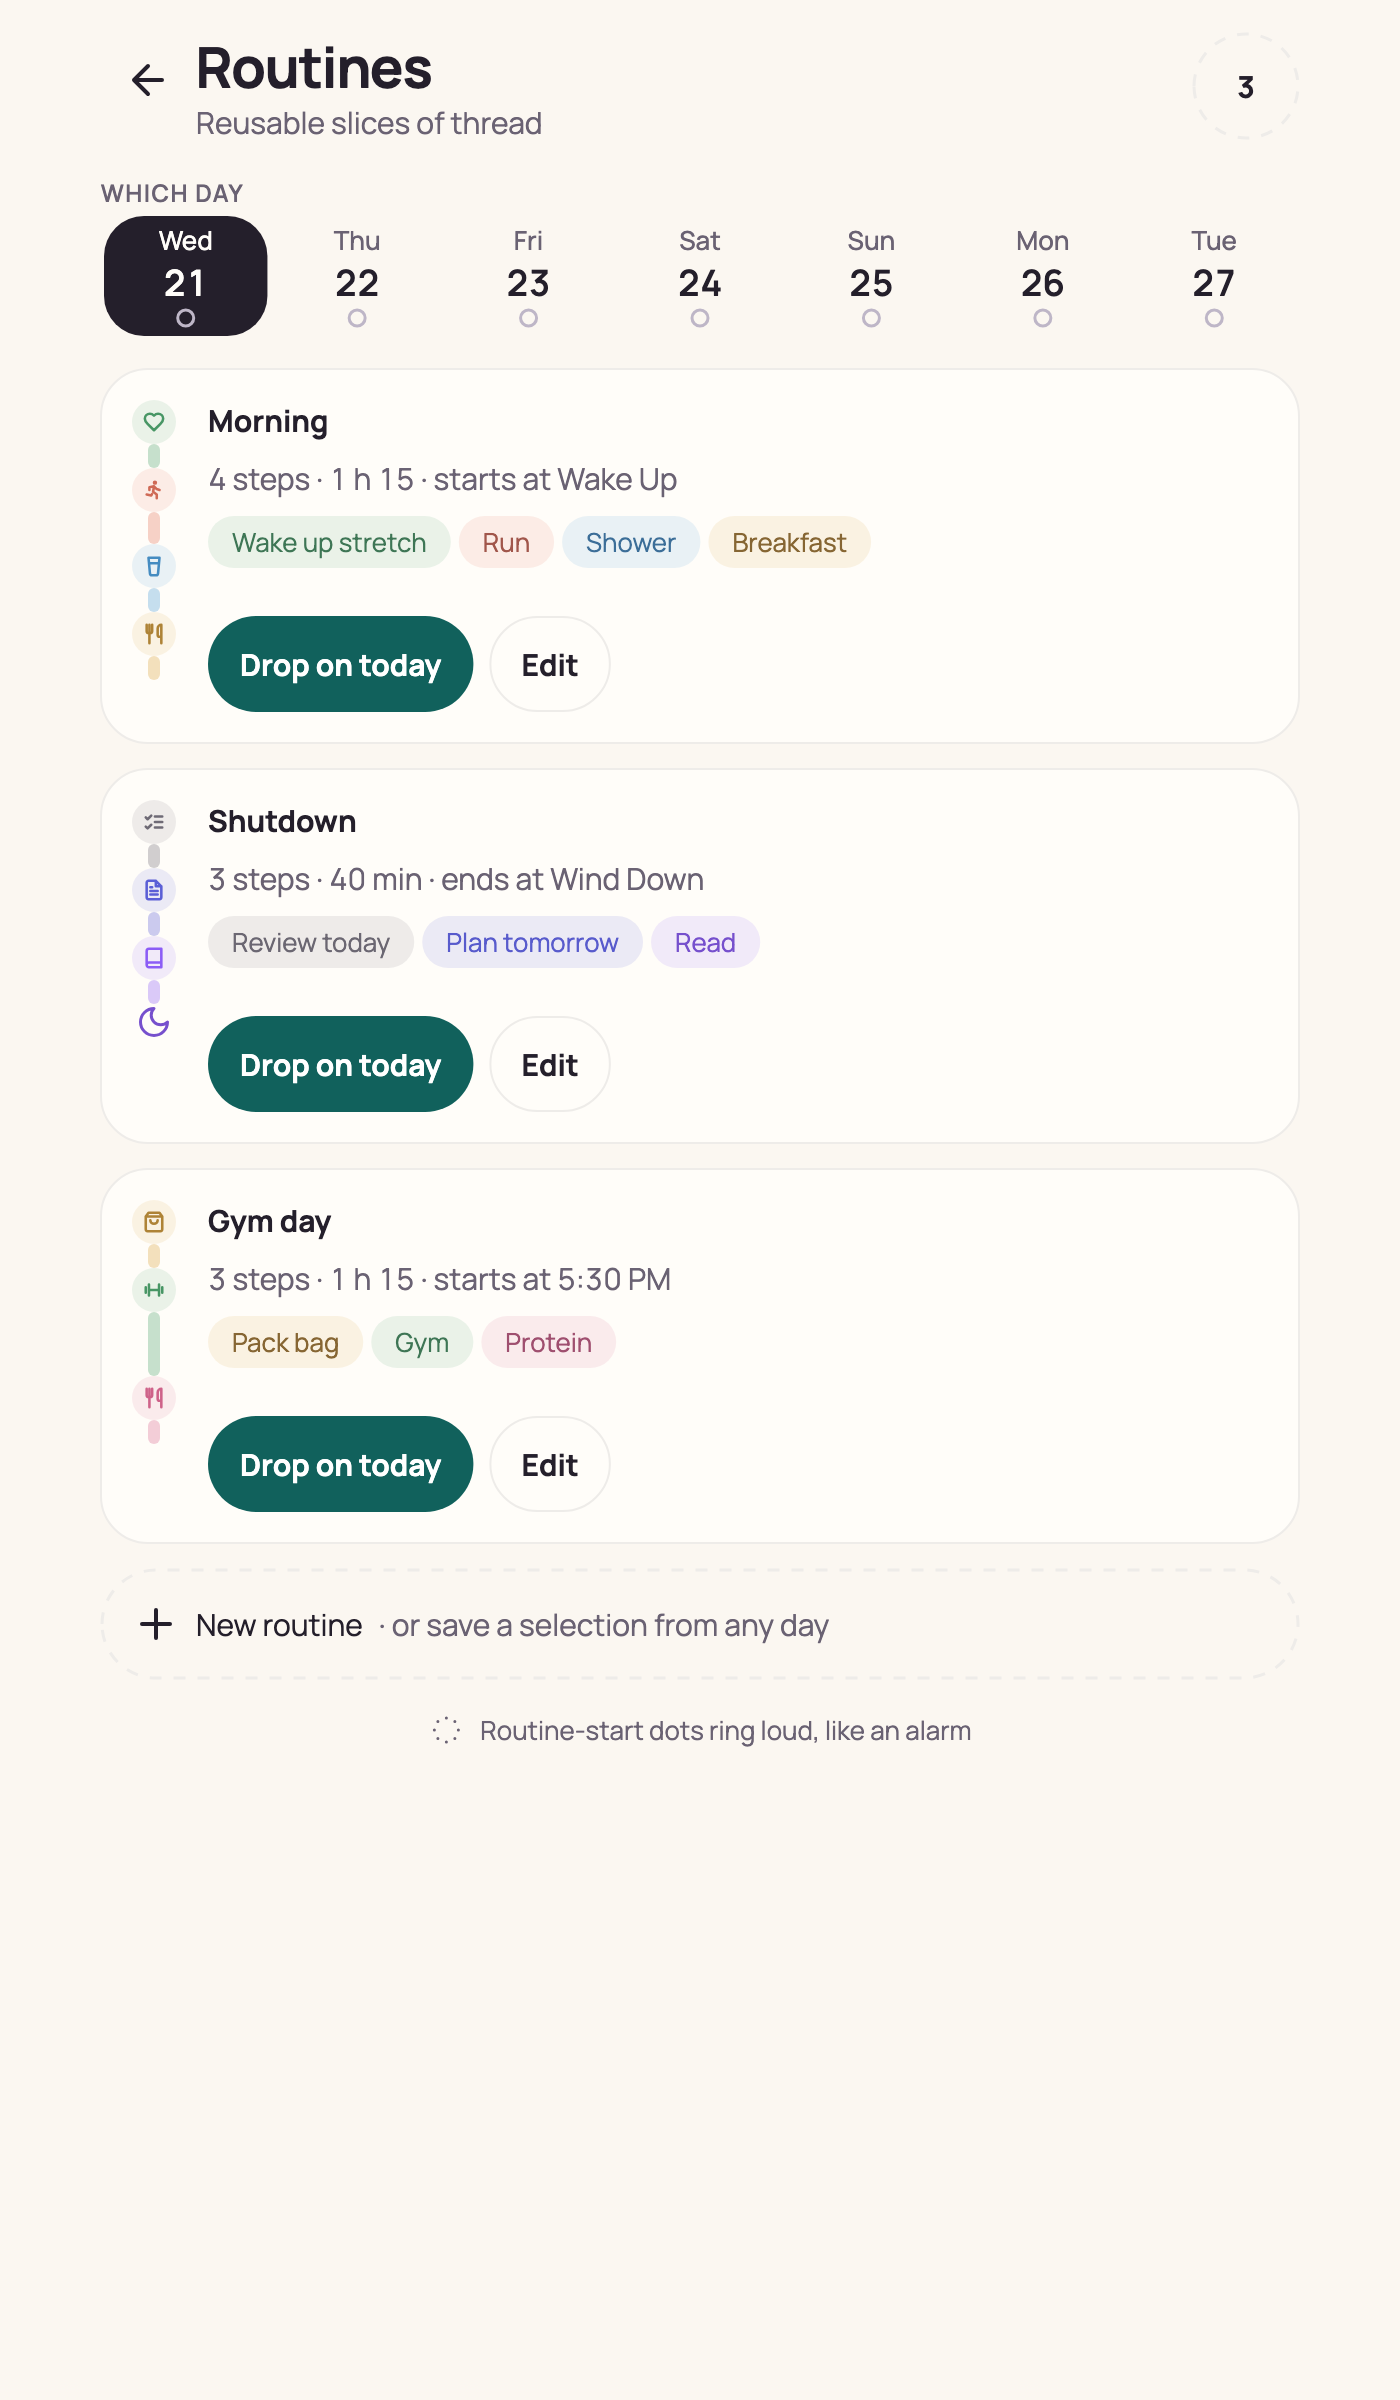 Routines
Reusable slices of thread
3
WHICH DAY
Wed Thu Fri Sat Sun Mon Tue
21 22 23 24 25 26 27
Morning
4 steps · 1 h 15 · starts at Wake Up
Wake up stretch Run Shower Breakfast
Drop on today Edit
Shutdown
3 steps · 40 min · ends at Wind Down
Review today Plan tomorrow Read
Drop on today Edit
Gym day
3 steps · 1 h 15 · starts at 5:30 PM
Pack bag Gym Protein
Drop on today Edit
New routine · or save a selection from any day
Routine-start dots ring loud, like an alarm